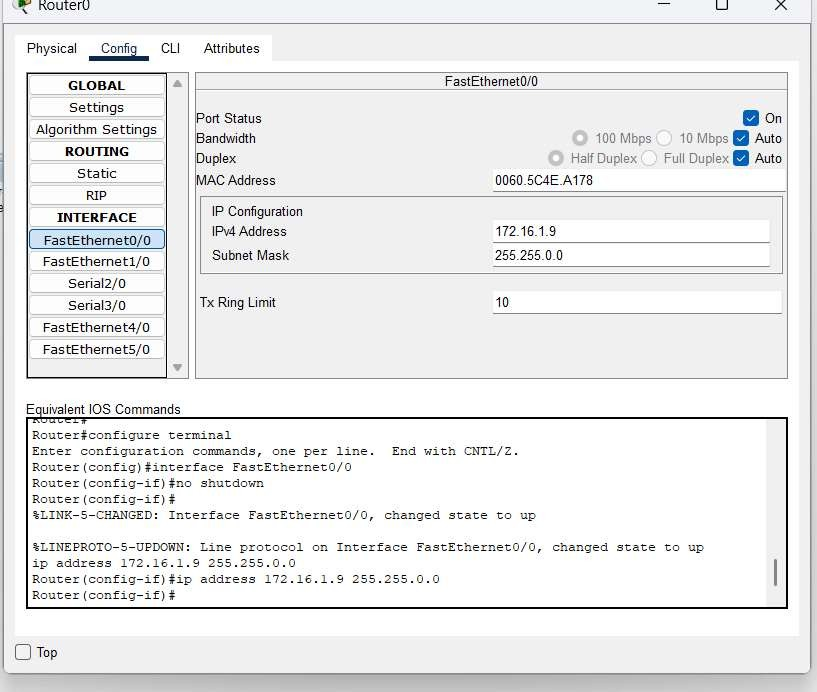 Router0
Physical Config CLI Attributes
GLOBAL
Settings
Algorithm Settings
ROUTING
Static
RIP
INTERFACE
FastEthernet0/0
FastEthernet1/0
Serial2/0
Serial3/0
FastEthernet4/0
FastEthernet5/0
FastEthernet0/0
Port Status On
Bandwidth 100 Mbps 10 Mbps Auto
Duplex Half Duplex Full Duplex Auto
MAC Address 0060.5C4E.A178
IP Configuration
IPv4 Address 172.16.1.9
Subnet Mask 255.255.0.0
Tx Ring Limit 10
Equivalent IOS Commands
Router#
Router#configure terminal
Enter configuration commands, one per line.  End with CNTL/Z.
Router(config)#interface FastEthernet0/0
Router(config-if)#no shutdown
Router(config-if)#
%LINK-5-CHANGED: Interface FastEthernet0/0, changed state to up
%LINEPROTO-5-UPDOWN: Line protocol on Interface FastEthernet0/0, changed state to up
ip address 172.16.1.9 255.255.0.0
Router(config-if)#ip address 172.16.1.9 255.255.0.0
Router(config-if)#
Top